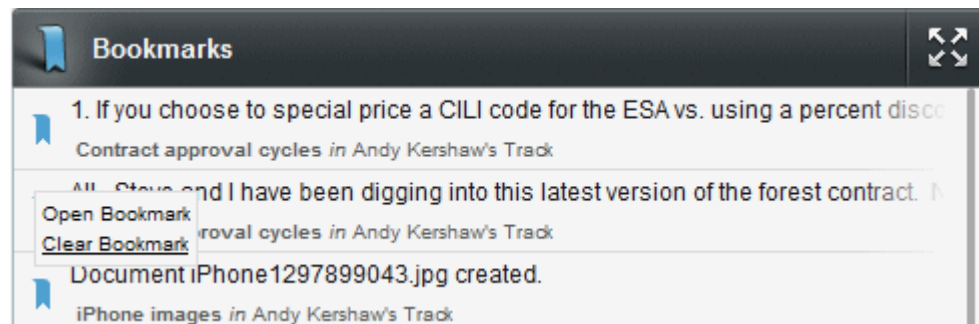 Bookmarks
1. If you choose to special price a CILI code for the ESA vs. using a percent disco
Contract approval cycles in Andy Kershaw's Track
All, Steve and I have been digging into this latest version of the forest contract. N
Open Bookmark
Clear Bookmark
roval cycles in Andy Kershaw's Track
Document iPhone1297899043.jpg created.
iPhone images in Andy Kershaw's Track